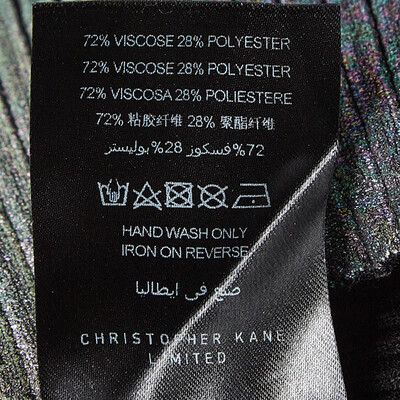 72% VISCOSE 28% POLYESTER
72% VISCOSE 28% POLYESTER
72% VISCOSA 28% POLIESTERE
72% 粘胶纤维 28% 聚酯纤维
72% فسكوز 28% بوليستر
HAND WASH ONLY
IRON ON REVERSE
صنع في ايطاليا
CHRISTOPHER KANE
LIMITED